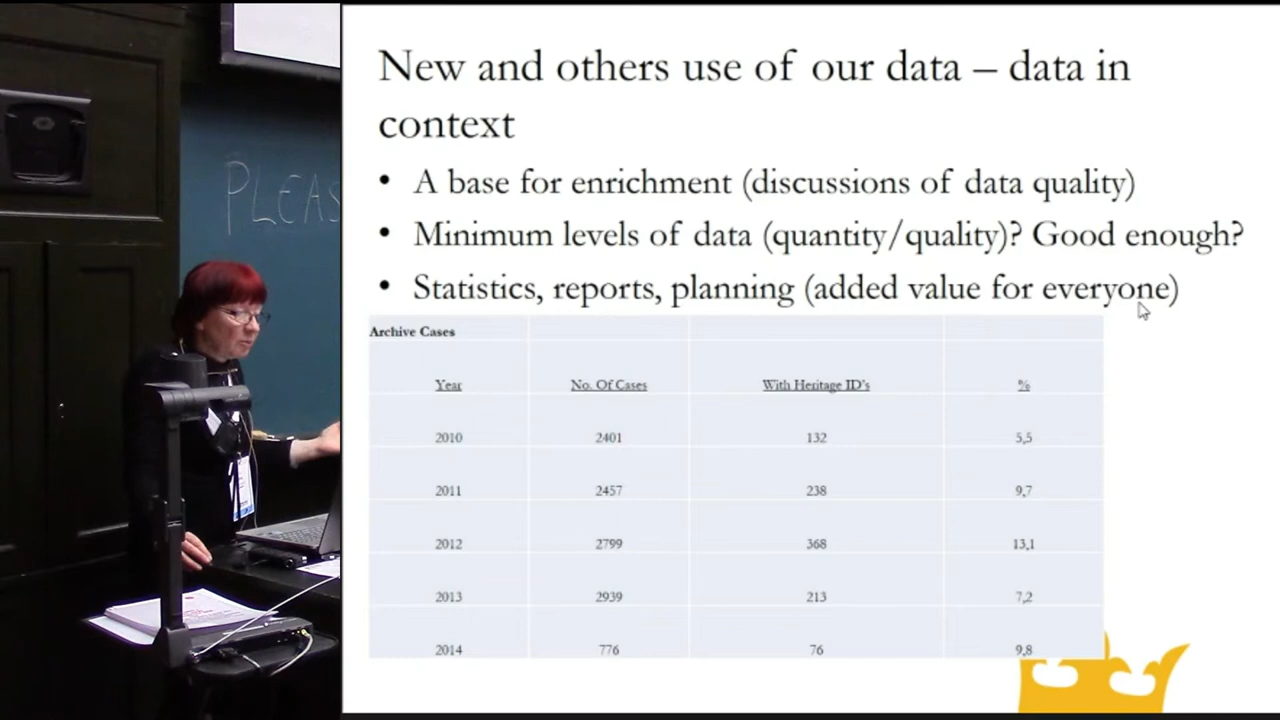 New and others use of our data – data in
context
• A base for enrichment (discussions of data quality)
• Minimum levels of data (quantity/quality)? Good enough?
• Statistics, reports, planning (added value for everyone)
Archive Cases
Year No. Of Cases With Heritage ID's %
2010 2401 132 5,5
2011 2457 238 9,7
2012 2799 368 13,1
2013 2939 213 7,2
2014 776 76 9,8
PLEAS